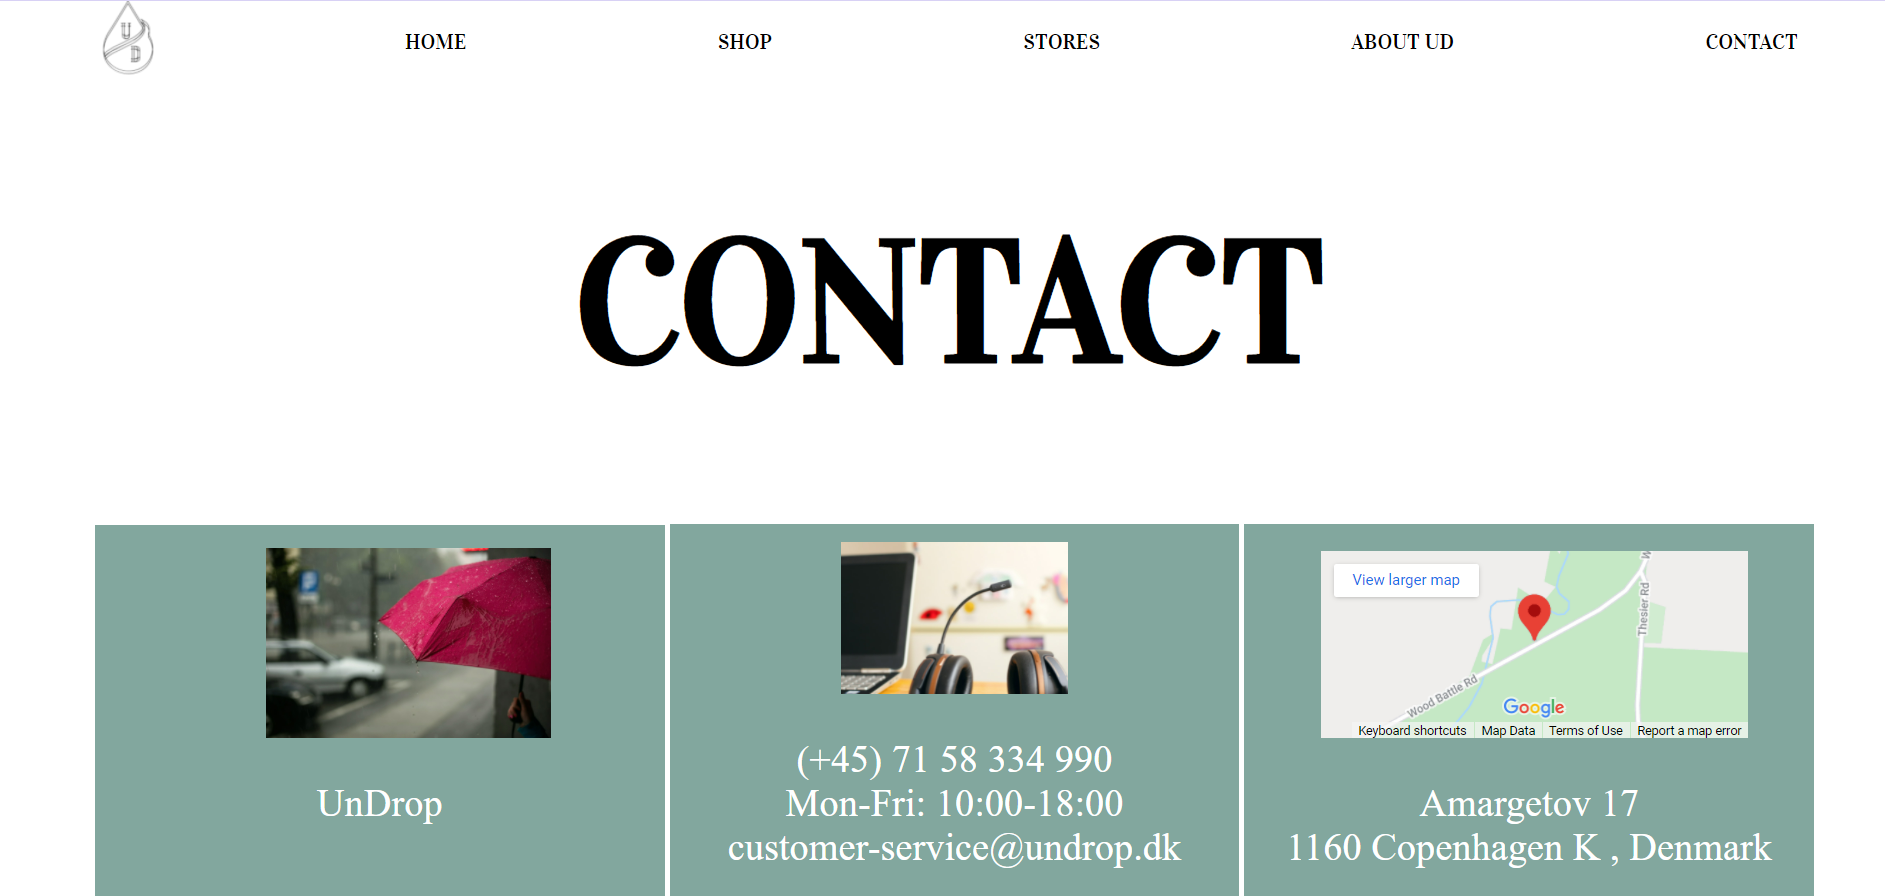 U
D
HOME
SHOP
STORES
ABOUT UD
CONTACT
CONTACT
UnDrop
(+45) 71 58 334 990
Mon-Fri: 10:00-18:00
customer-service@undrop.dk
View larger map
W
Thesier Rd
Wood Battle Rd
Google
Keyboard shortcuts
Map Data
Terms of Use
Report a map error
Amargetov 17
1160 Copenhagen K , Denmark